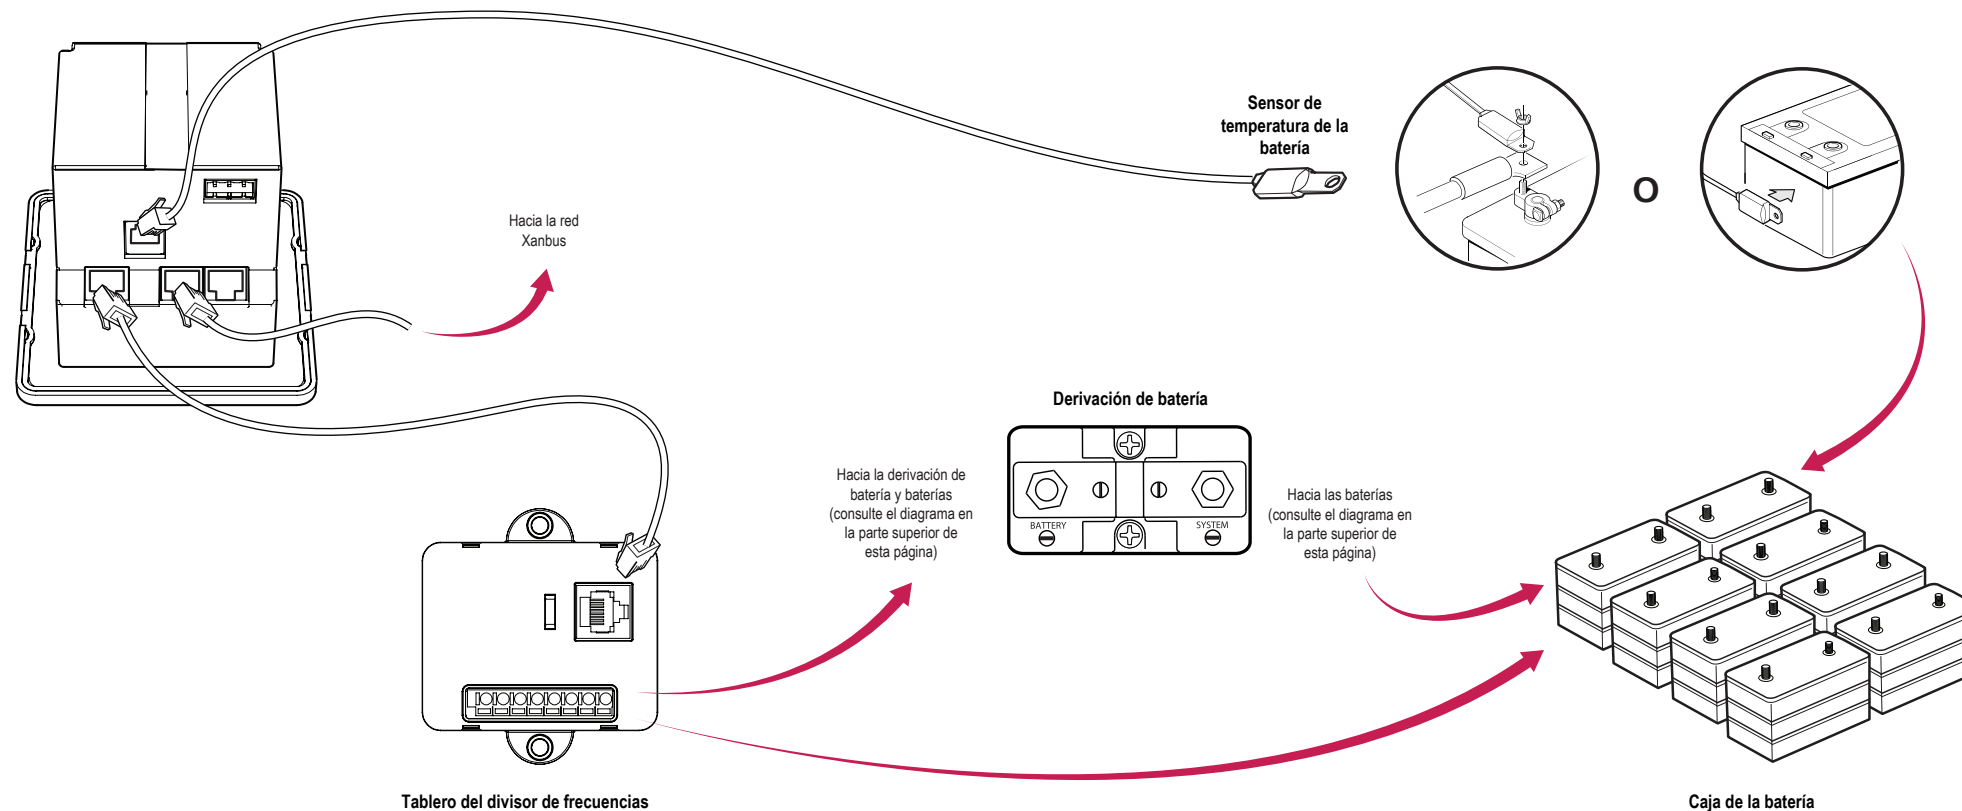 Sensor de
temperatura de la
batería
O
Hacia la red
Xanbus
Derivación de batería
Hacia la derivación de
batería y baterías
(consulte el diagrama en
la parte superior de
esta página)
BATTERY
SYSTEM
Hacia las baterías
(consulte el diagrama en
la parte superior de
esta página)
Tablero del divisor de frecuencias
Caja de la batería